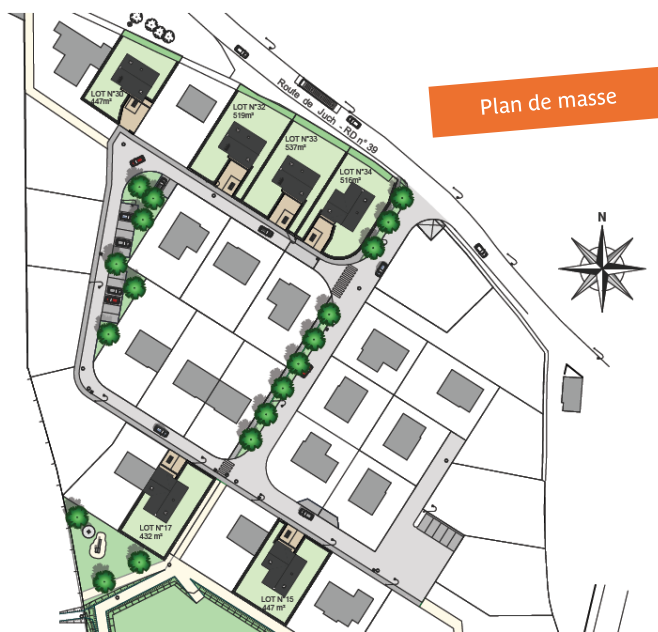 Plan de masse
LOT N°30
447m²
LOT N°32
519m²
LOT N°33
537m²
LOT N°34
516m²
Route de Juch - RD n° 39
N
LOT N°17
432 m²
LOT N°15
447 m²